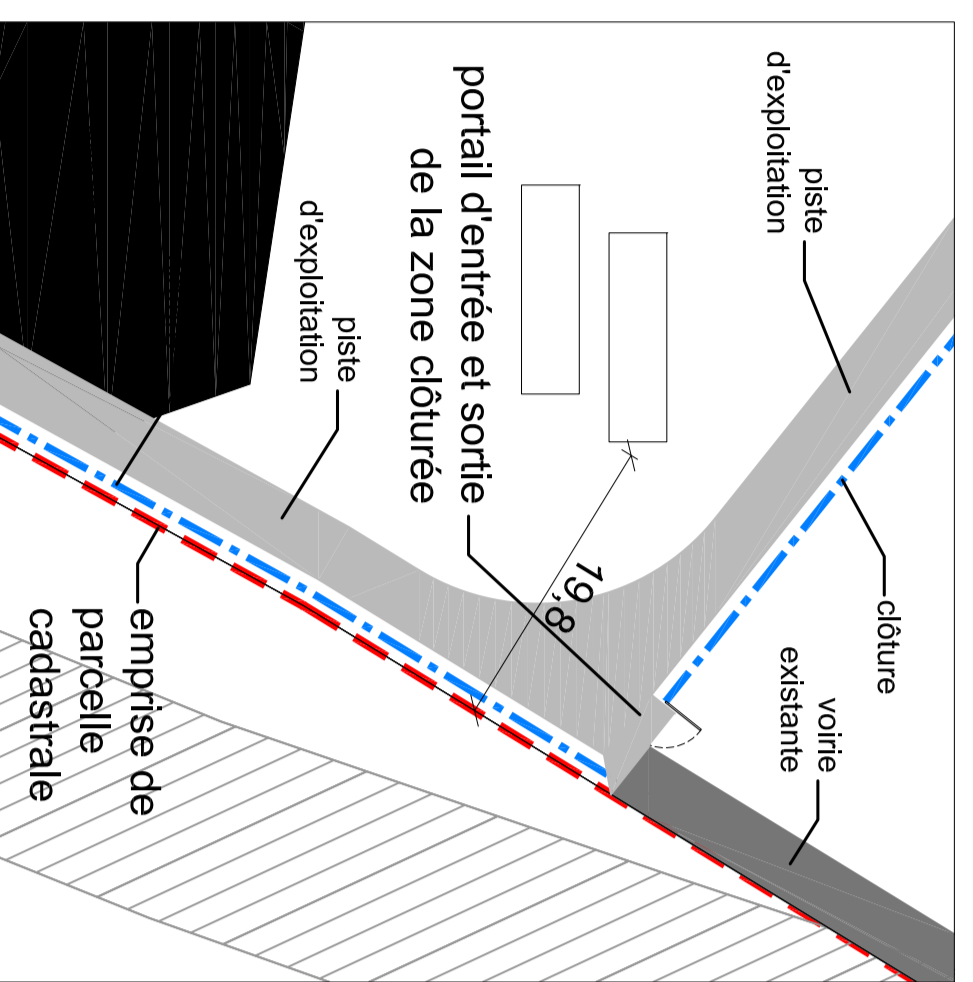 piste
d'exploitation
clôture
voirie
existante
portail d'entrée et sortie
de la zone clôturée
19,8
piste
d'exploitation
emprise de
parcelle
cadastrale